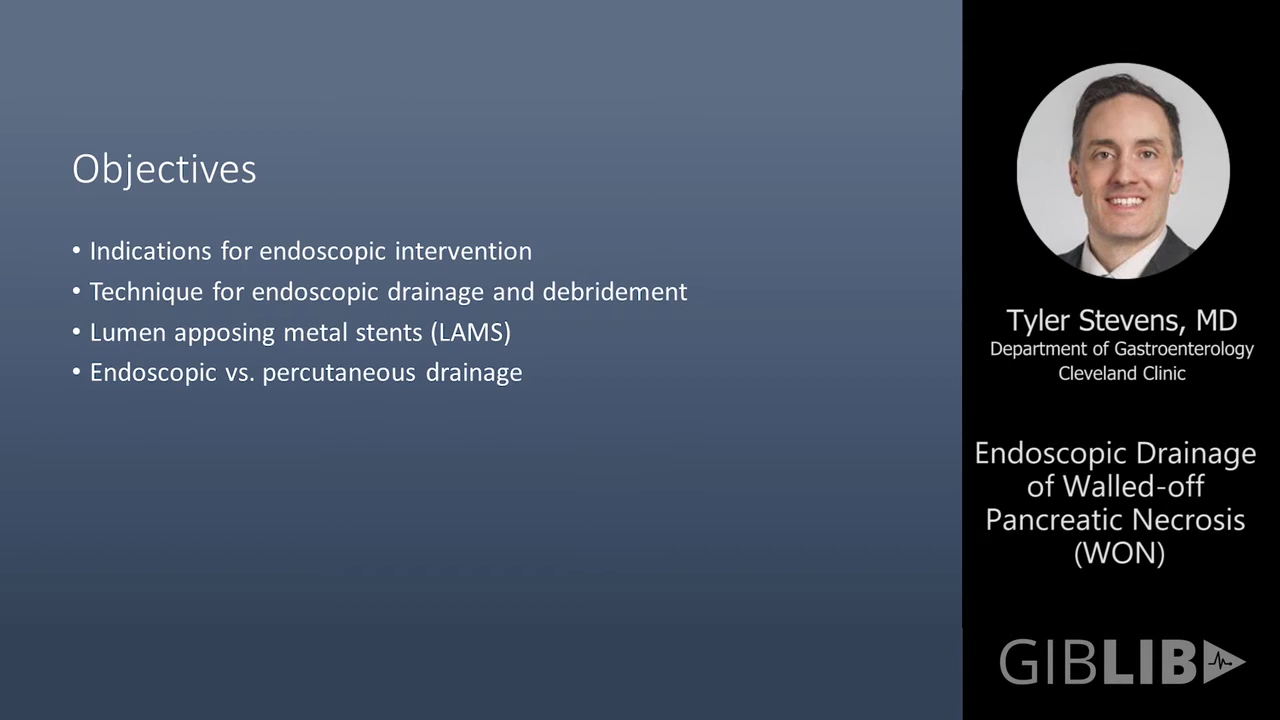 Objectives
• Indications for endoscopic intervention
• Technique for endoscopic drainage and debridement
• Lumen apposing metal stents (LAMS)
• Endoscopic vs. percutaneous drainage
Tyler Stevens, MD
Department of Gastroenterology
Cleveland Clinic
Endoscopic Drainage
of Walled-off
Pancreatic Necrosis
(WON)
GIBLIB